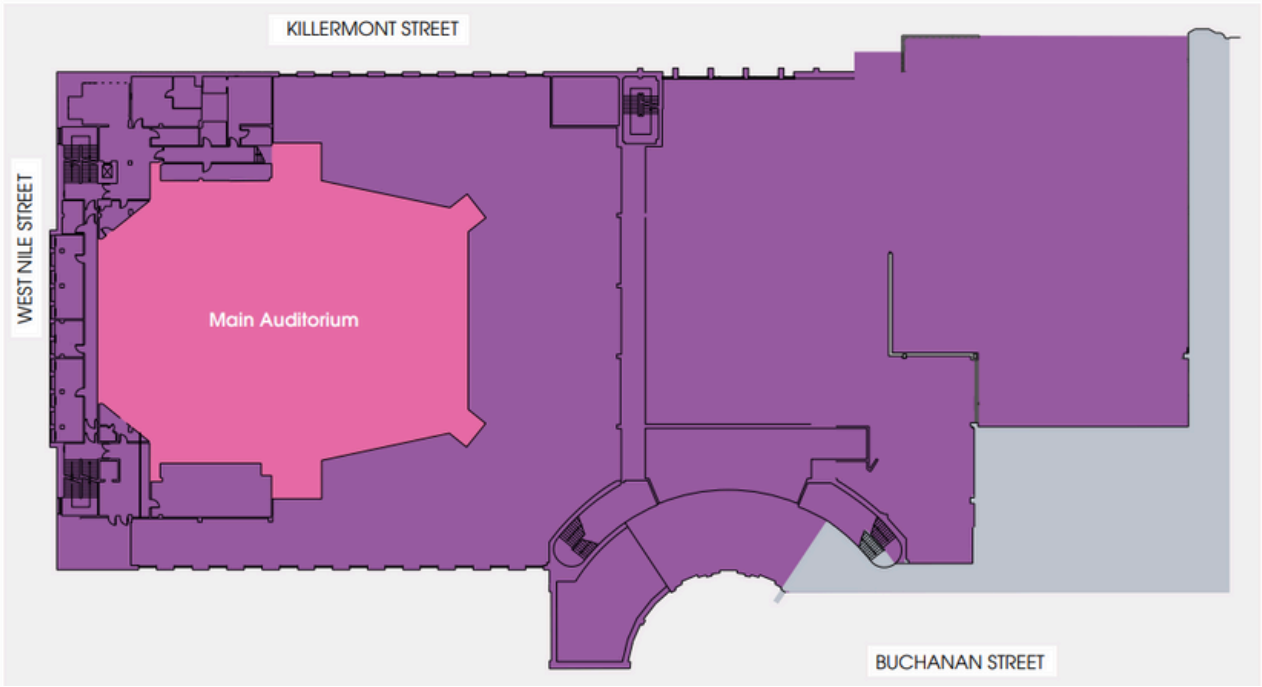 KILLERMONT STREET
WEST NILE STREET
Main Auditorium
BUCHANAN STREET